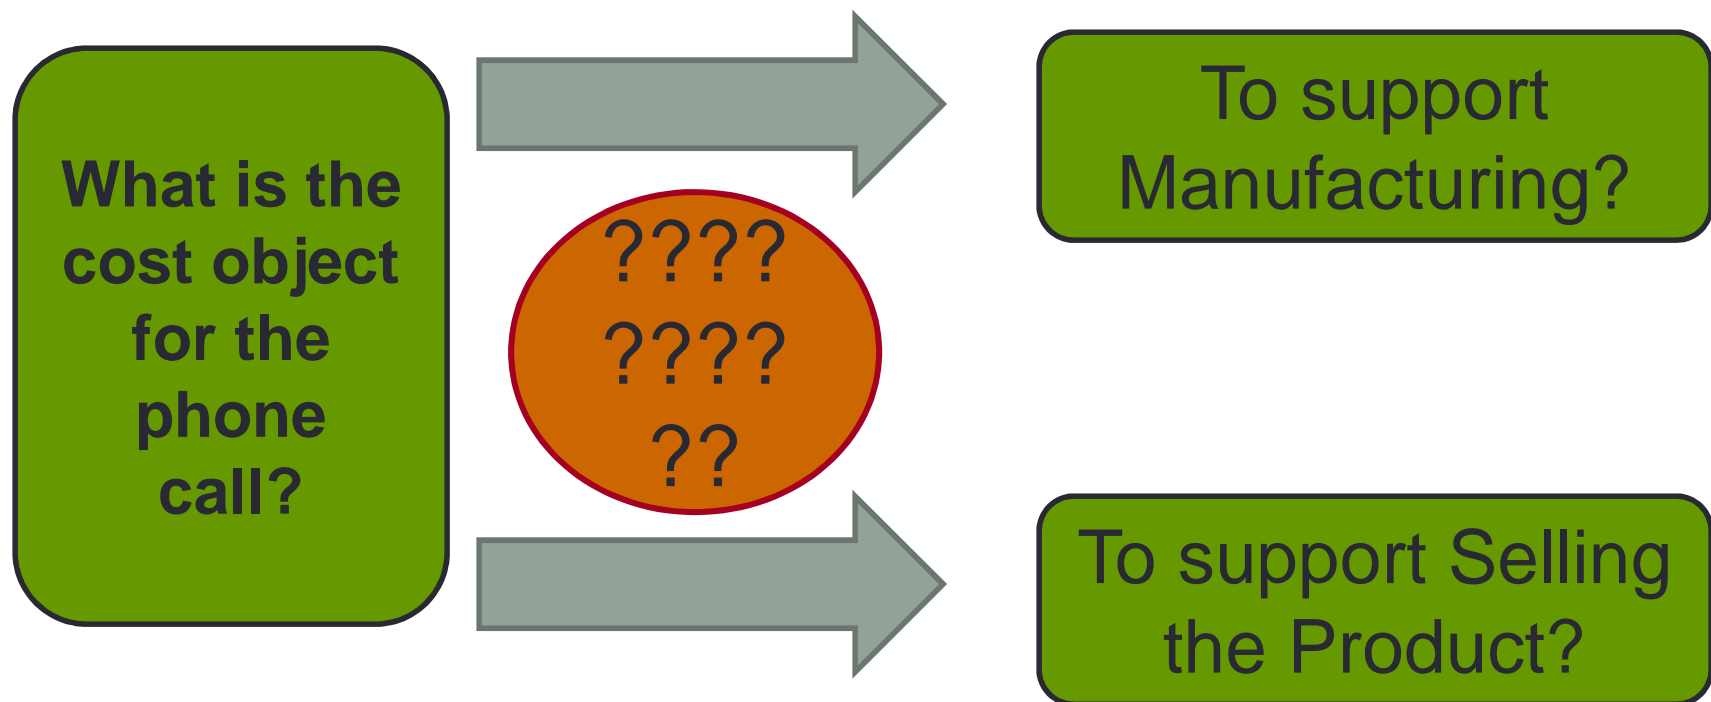 What is the
cost object
for the
phone
call?
????
????
??
To support
Manufacturing?
To support Selling
the Product?